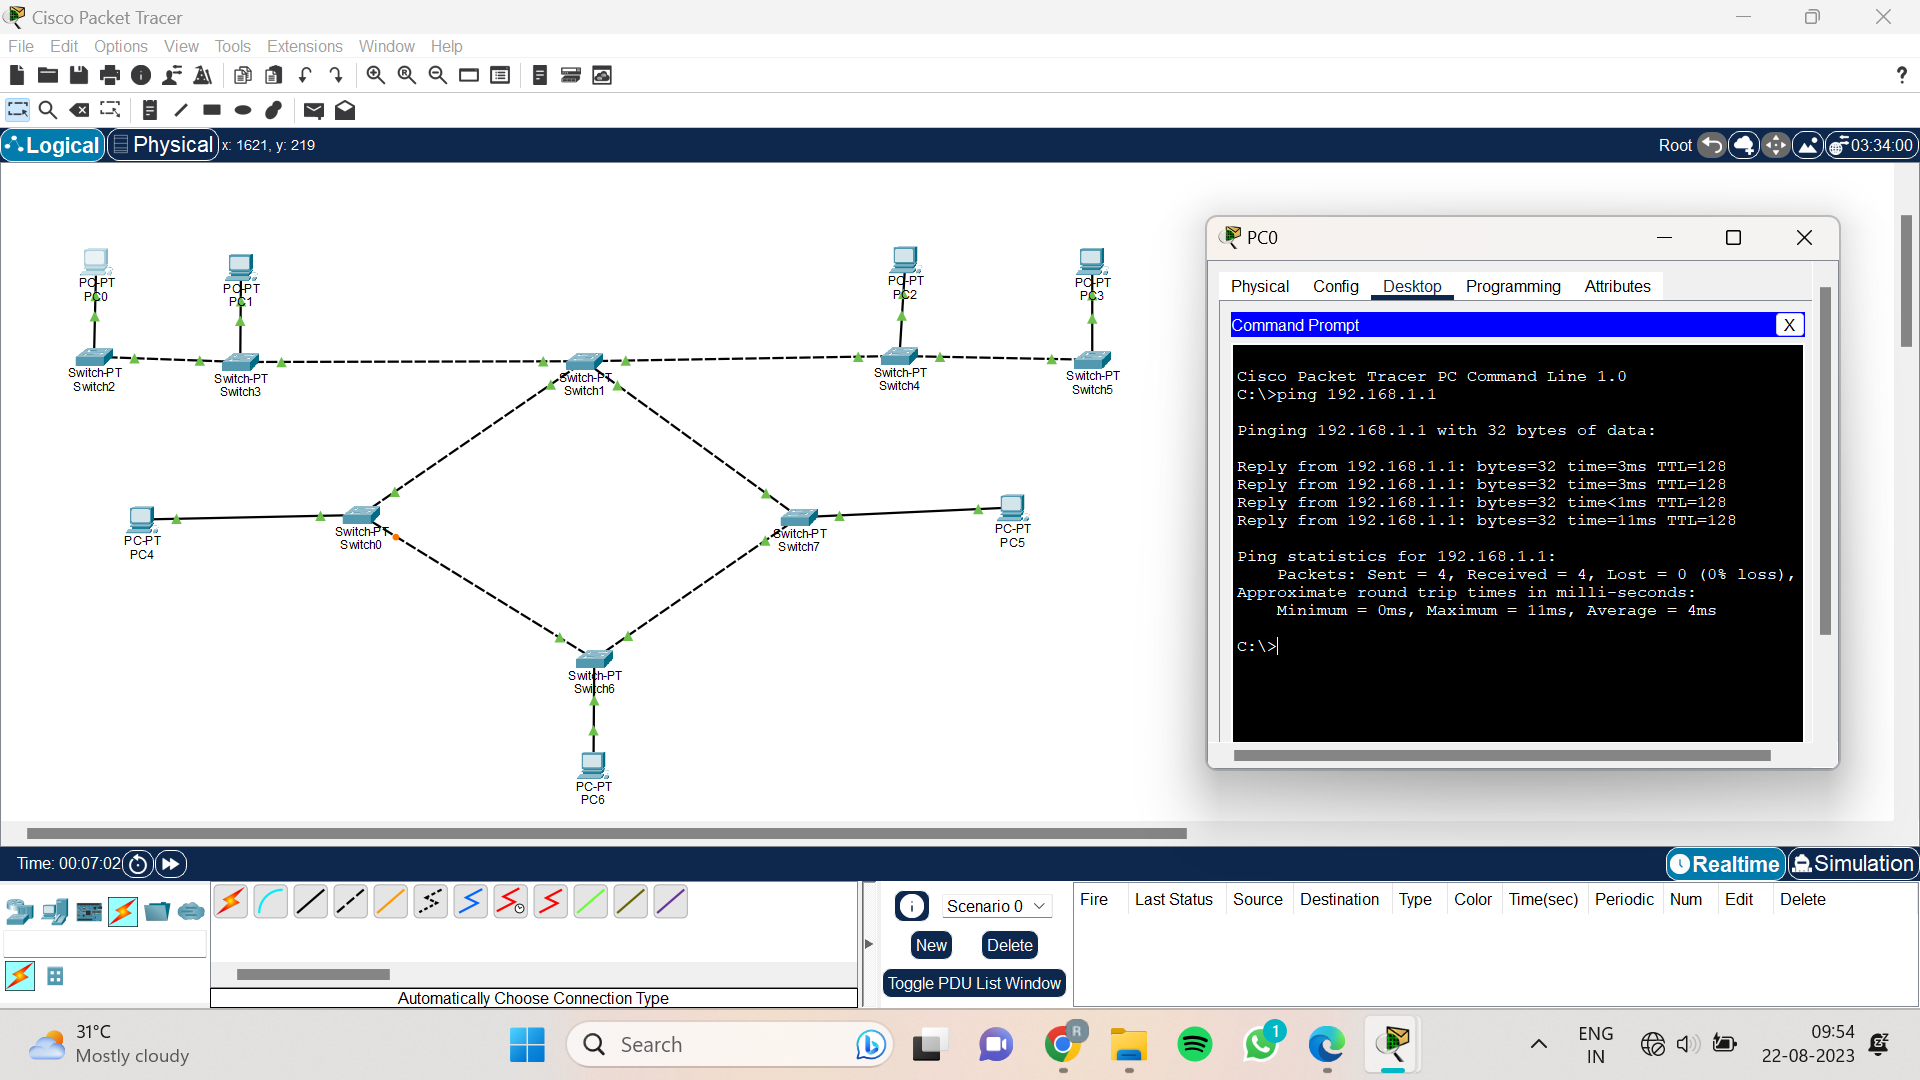 Cisco Packet Tracer
File Edit Options View Tools Extensions Window Help
?
Logical Physical x: 1621, y: 219 Root 03:34:00
PC-PT
PC0
PC-PT
PC1
PC-PT
PC2
PC-PT
PC3
Switch-PT
Switch2
Switch-PT
Switch3
Switch-PT
Switch1
Switch-PT
Switch4
Switch-PT
Switch5
PC-PT
PC4
Switch-PT
Switch0
Switch-PT
Switch7
PC-PT
PC5
Switch-PT
Switch6
PC-PT
PC6
PC0
Physical Config Desktop Programming Attributes
Command Prompt X
Cisco Packet Tracer PC Command Line 1.0
C:\>ping 192.168.1.1
Pinging 192.168.1.1 with 32 bytes of data:
Reply from 192.168.1.1: bytes=32 time=3ms TTL=128
Reply from 192.168.1.1: bytes=32 time=3ms TTL=128
Reply from 192.168.1.1: bytes=32 time<1ms TTL=128
Reply from 192.168.1.1: bytes=32 time=11ms TTL=128
Ping statistics for 192.168.1.1:
Packets: Sent = 4, Received = 4, Lost = 0 (0% loss),
Approximate round trip times in milli-seconds:
Minimum = 0ms, Maximum = 11ms, Average = 4ms
C:\>
Time: 00:07:02 Realtime Simulation
Scenario 0
New Delete
Toggle PDU List Window
Fire Last Status Source Destination Type Color Time(sec) Periodic Num Edit Delete
Automatically Choose Connection Type
31°C
Mostly cloudy
Search
R
1
ENG
IN
09:54
22-08-2023